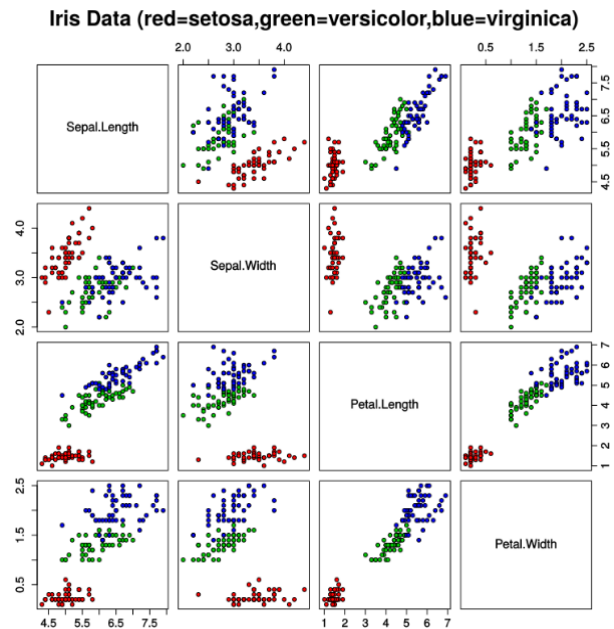 Iris Data (red=setosa,green=versicolor,blue=virginica)
2.0 3.0 4.0
0.5 1.5 2.5
Sepal.Length
4.5 5.5 6.5 7.5
2.0 3.0 4.0
Sepal.Width
Petal.Length
1 2 3 4 5 6 7
0.5 1.5 2.5
Petal.Width
4.5 5.5 6.5 7.5
1 2 3 4 5 6 7